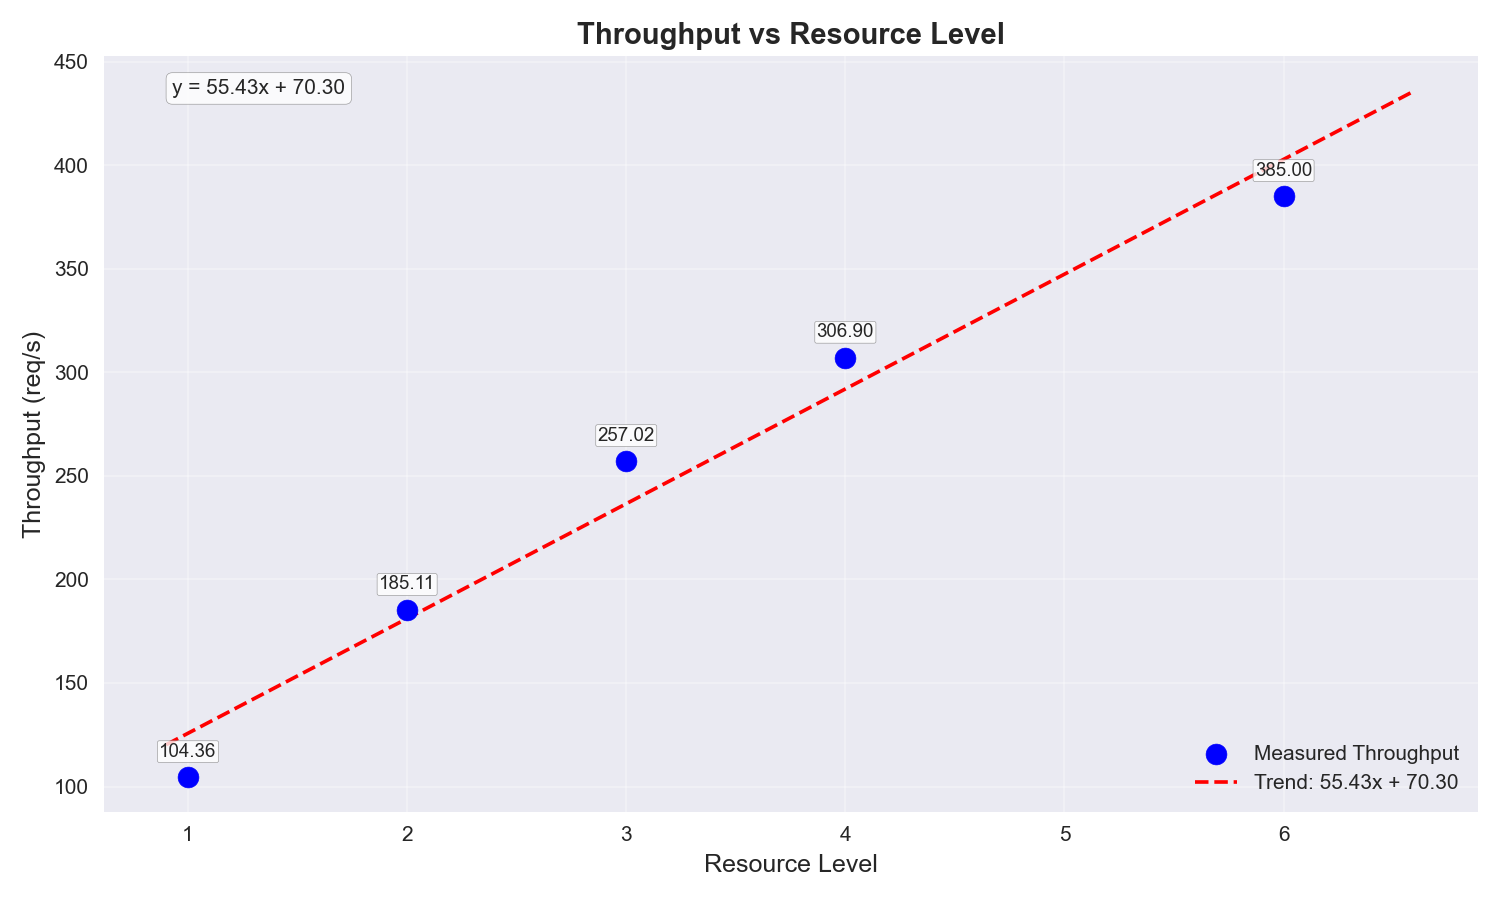 Throughput vs Resource Level
450
y = 55.43x + 70.30
400
385.00
350
306.90
300
257.02
250
185.11
200
150
104.36
100
Throughput (req/s)
Measured Throughput
Trend: 55.43x + 70.30
1 2 3 4 5 6
Resource Level